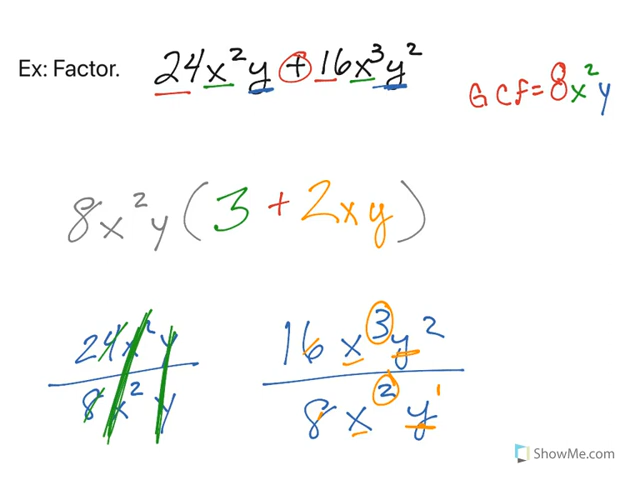 Ex: Factor. 24x²y + 16x³y²
GCF = 8x²y
8x²y(3 + 2xy)
24x²y 16x³y²
8x²y 8x²y¹
ShowMe.com